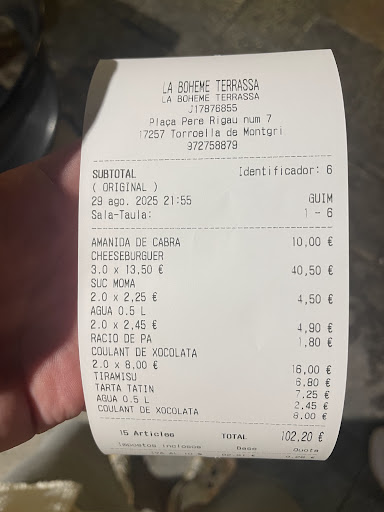 LA BOHEME TERRASSA
LA BOHEME TERRASSA
J17876855
Plaça Pere Rigau num 7
17257 Torroella de Montgri
972758879
SUBTOTAL Identificador: 6
( ORIGINAL )
29 ago. 2025 21:55 GUIM
Sala-Taula: 1 - 6
AMANIDA DE CABRA 10,00 €
CHEESEBURGUER
3.0 x 13,50 € 40,50 €
SUC MOMA
2.0 x 2,25 € 4,50 €
AGUA 0.5 L
2.0 x 2,45 € 4,90 €
RACIO DE PA 1,80 €
COULANT DE XOCOLATA
2.0 x 8,00 € 16,00 €
TIRAMISU 6,80 €
TARTA TATIN 7,25 €
AGUA 0.5 L 2,45 €
COULANT DE XOCOLATA 8,00 €
15 Articles TOTAL 102,20 €
Impostos inclosos Base Quota